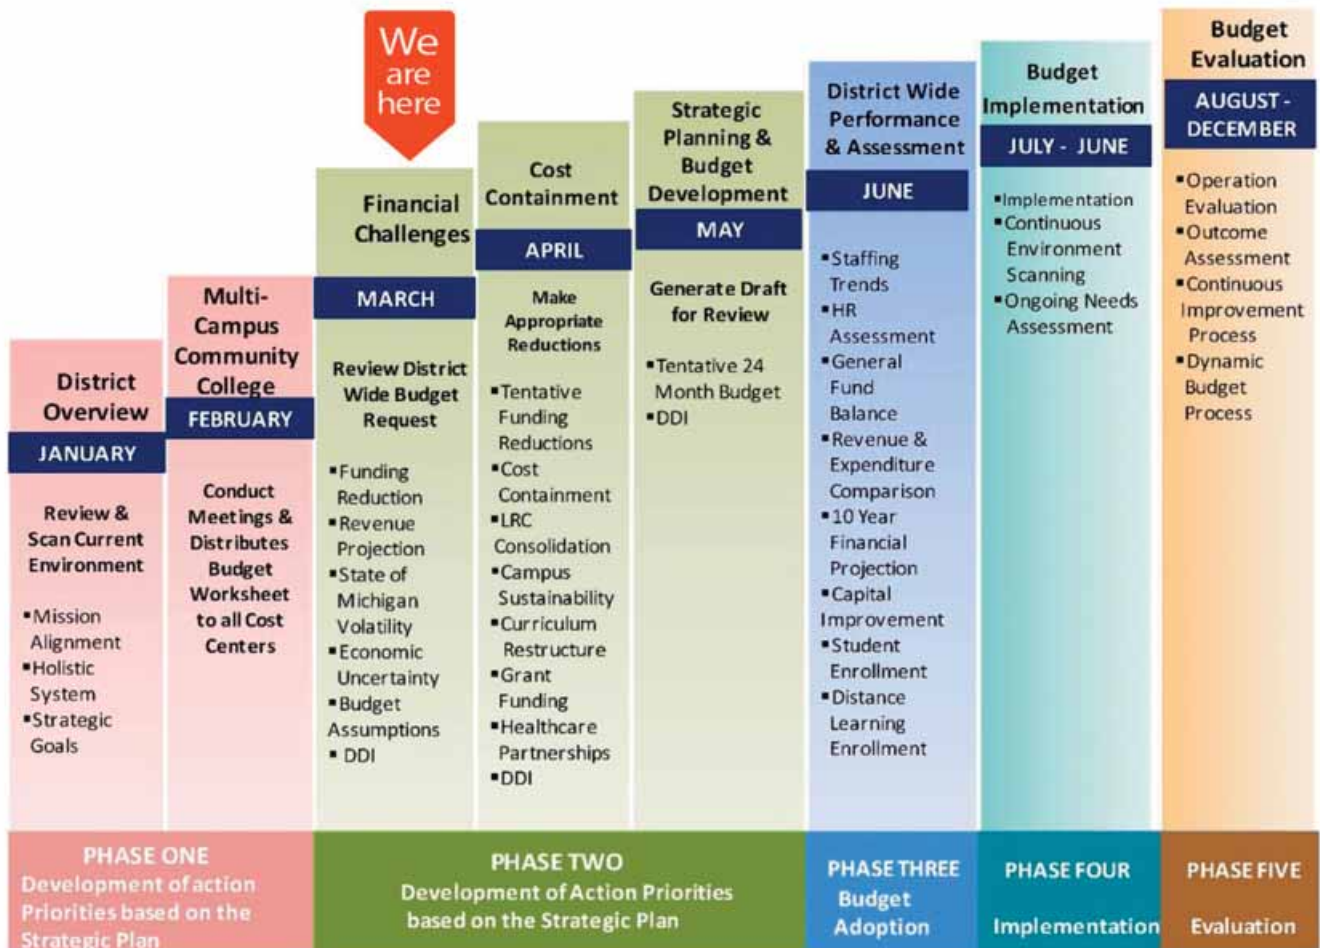 We
are
here
District
Overview
JANUARY
Review &
Scan Current
Environment
▪Mission
Alignment
▪Holistic
System
▪Strategic
Goals
Multi-
Campus
Community
College
FEBRUARY
Conduct
Meetings &
Distributes
Budget
Worksheet
to all Cost
Centers
PHASE ONE
Development of action
Priorities based on the
Strategic Plan
Financial
Challenges
MARCH
Review District
Wide Budget
Request
▪Funding
Reduction
▪Revenue
Projection
▪State of
Michigan
Volatility
▪Economic
Uncertainty
▪Budget
Assumptions
▪ DDI
Cost
Containment
APRIL
Make
Appropriate
Reductions
▪Tentative
Funding
Reductions
▪Cost
Containment
▪LRC
Consolidation
▪Campus
Sustainability
▪Curriculum
Restructure
▪Grant
Funding
▪Healthcare
Partnerships
▪DDI
Strategic
Planning &
Budget
Development
MAY
Generate Draft
for Review
▪Tentative 24
Month Budget
▪DDI
PHASE TWO
Development of Action Priorities
based on the Strategic Plan
District Wide
Performance
& Assessment
JUNE
▪Staffing
Trends
▪HR
Assessment
▪General
Fund
Balance
▪Revenue &
Expenditure
Comparison
▪10 Year
Financial
Projection
▪Capital
Improvement
▪Student
Enrollment
▪Distance
Learning
Enrollment
PHASE THREE
Budget
Adoption
Budget
Implementation
JULY - JUNE
▪Implementation
▪Continuous
Environment
Scanning
▪Ongoing Needs
Assessment
PHASE FOUR
Implementation
Budget
Evaluation
AUGUST -
DECEMBER
▪Operation
Evaluation
▪Outcome
Assessment
▪Continuous
Improvement
Process
▪Dynamic
Budget
Process
PHASE FIVE
Evaluation